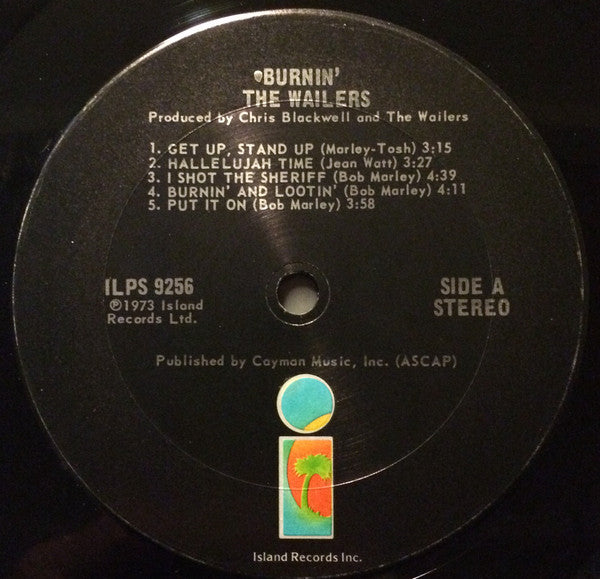 BURNIN'
THE WAILERS
Produced by Chris Blackwell and The Wailers
1. GET UP, STAND UP (Marley-Tosh) 3:15
2. HALLELUJAH TIME (Jean Watt) 3:27
3. I SHOT THE SHERIFF (Bob Marley) 4:39
4. BURNIN' AND LOOTIN' (Bob Marley) 4:11
5. PUT IT ON (Bob Marley) 3:58
ILPS 9256
℗1973 Island
Records Ltd.
SIDE A
STEREO
Published by Cayman Music, Inc. (ASCAP)
i
Island Records Inc.